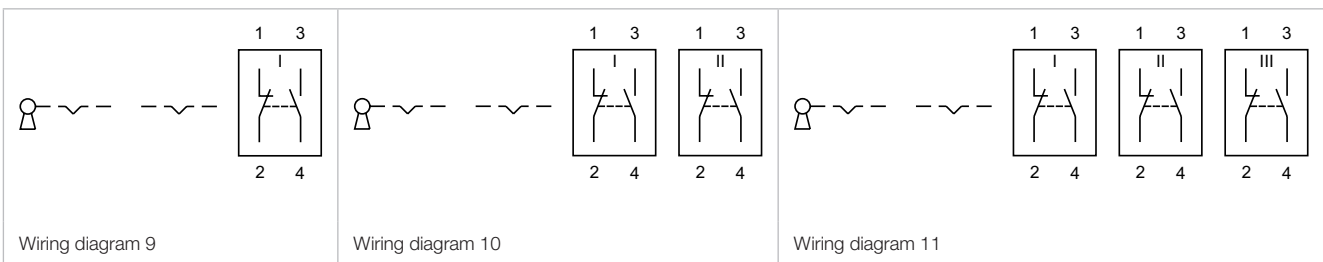 1 3 1 3 1 3 1 3 1 3 1 3
I I II I II III
2 4 2 4 2 4 2 4 2 4 2 4
Wiring diagram 9 Wiring diagram 10 Wiring diagram 11